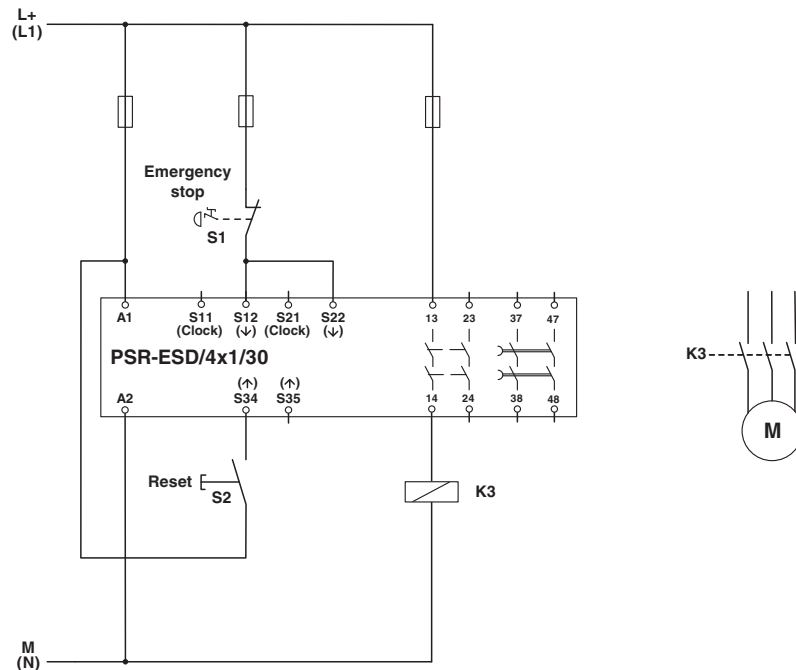 L+
(L1)
Emergency
stop
S1
A1 S11 S12 S21 S22 13 23 37 47
(Clock) (↓) (Clock) (↓)
K3
PSR-ESD/4x1/30
(↑) (↑)
A2 S34 S35 14 24 38 48
M
Reset
S2
K3
M
(N)